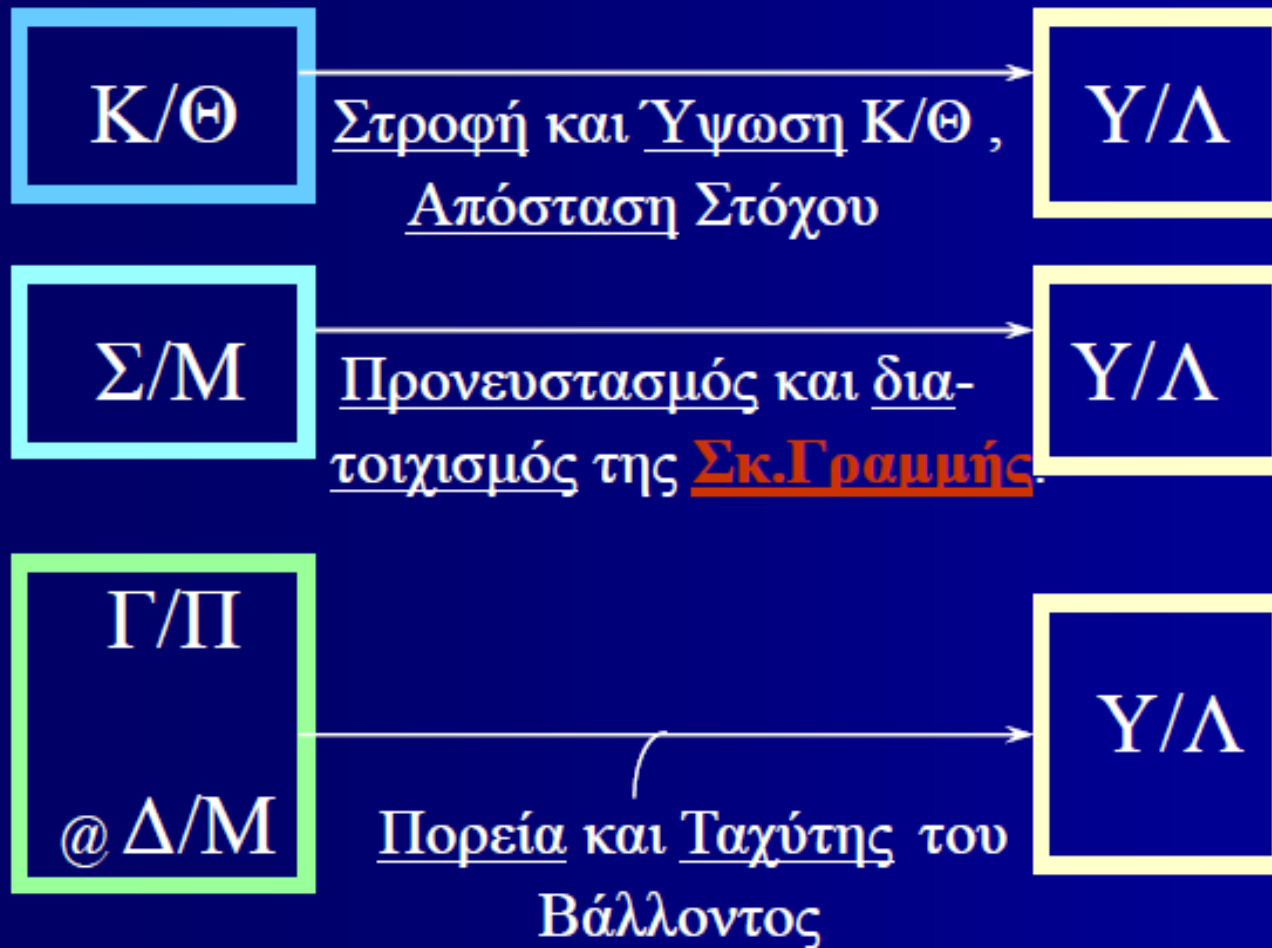 Κ/Θ
Στροφή και Ύψωση Κ/Θ ,
Απόσταση Στόχου
Υ/Λ
Σ/Μ
Προνευστασμός και δια-
τοιχισμός της Σκ.Γραμμής.
Υ/Λ
Γ/Π
@ Δ/Μ
Πορεία και Ταχύτης του
Βάλλοντος
Υ/Λ